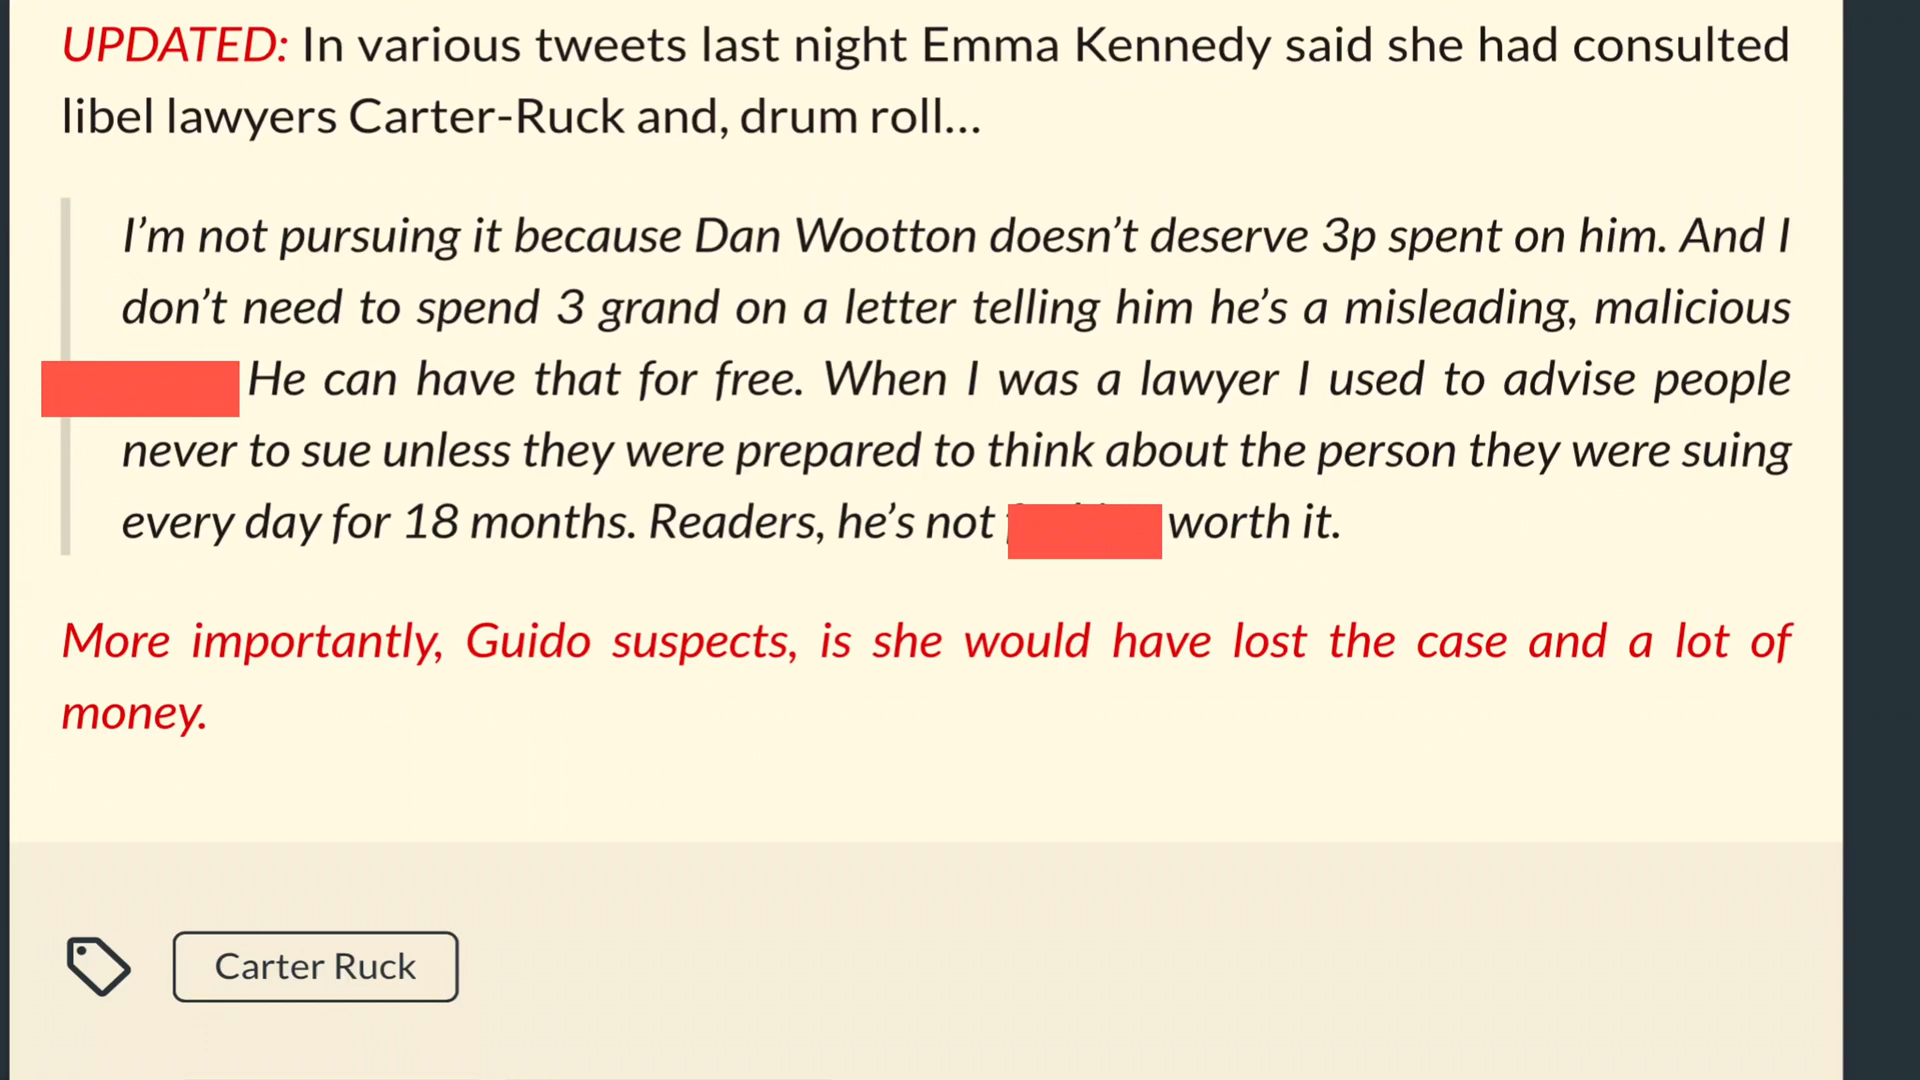 UPDATED: In various tweets last night Emma Kennedy said she had consulted
libel lawyers Carter-Ruck and, drum roll…
I’m not pursuing it because Dan Wootton doesn’t deserve 3p spent on him. And I
don’t need to spend 3 grand on a letter telling him he’s a misleading, malicious
He can have that for free. When I was a lawyer I used to advise people
never to sue unless they were prepared to think about the person they were suing
every day for 18 months. Readers, he’s not worth it.
More importantly, Guido suspects, is she would have lost the case and a lot of
money.
Carter Ruck